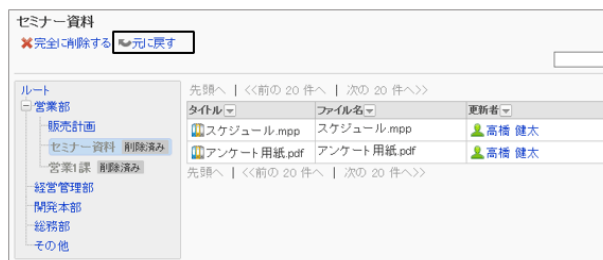 セミナー資料
完全に削除する 元に戻す
ルート
営業部
販売計画
セミナー資料 削除済み
営業1課 削除済み
経営管理部
開発本部
総務部
その他
先頭へ | <<前の 20 件へ | 次の 20 件へ>>
タイトル ファイル名 更新者
スケジュール.mpp スケジュール.mpp 高橋 健太
アンケート用紙.pdf アンケート用紙.pdf 高橋 健太
先頭へ | <<前の 20 件へ | 次の 20 件へ>>